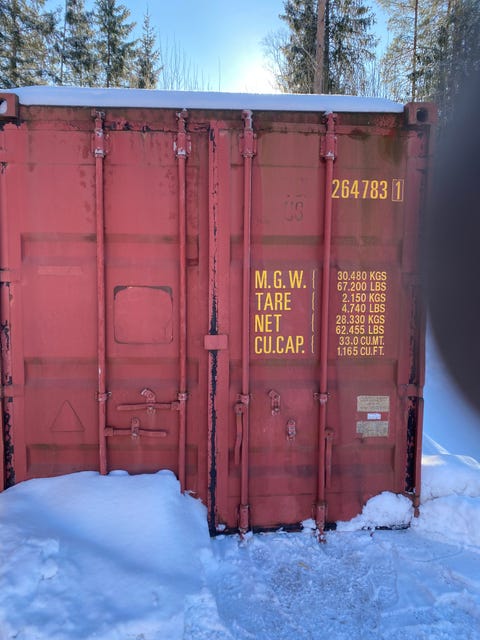 264783 1
M.G.W. 30.480 KGS
67.200 LBS
TARE 2.150 KGS
4,740 LBS
NET 28.330 KGS
62.455 LBS
CU.CAP. 33.0 CU.MT.
1.165 CU.FT.